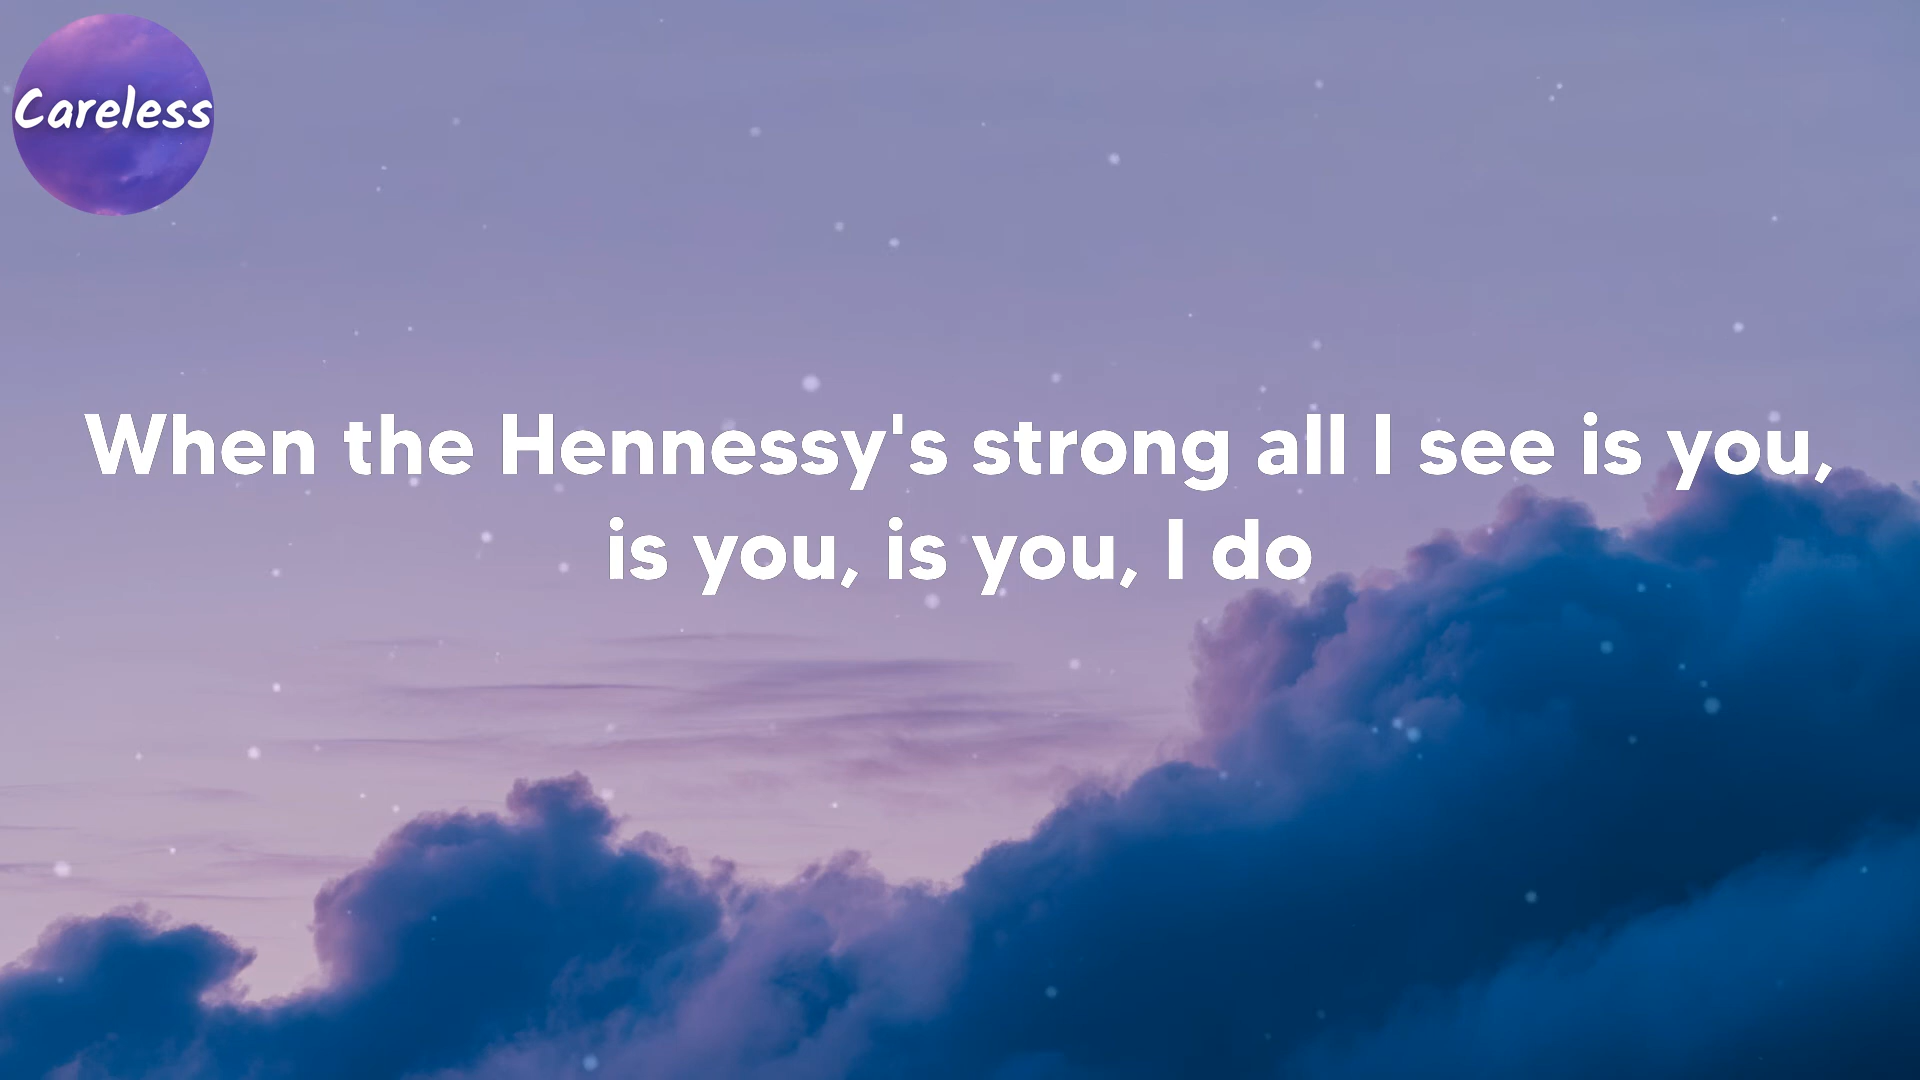 Careless
When the Hennessy's strong all I see is you,
is you, is you, I do